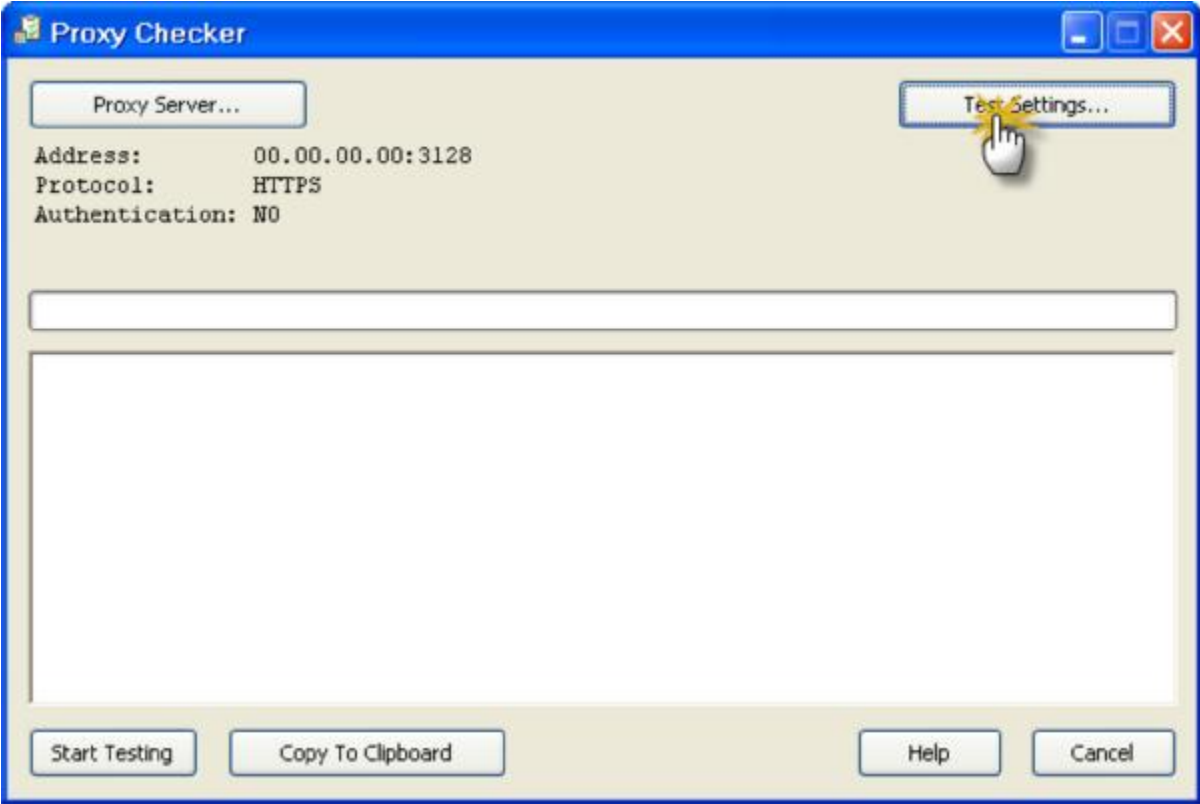 Proxy Checker
Proxy Server... Test Settings...
Address: 00.00.00.00:3128
Protocol: HTTPS
Authentication: NO
Start Testing Copy To Clipboard Help Cancel